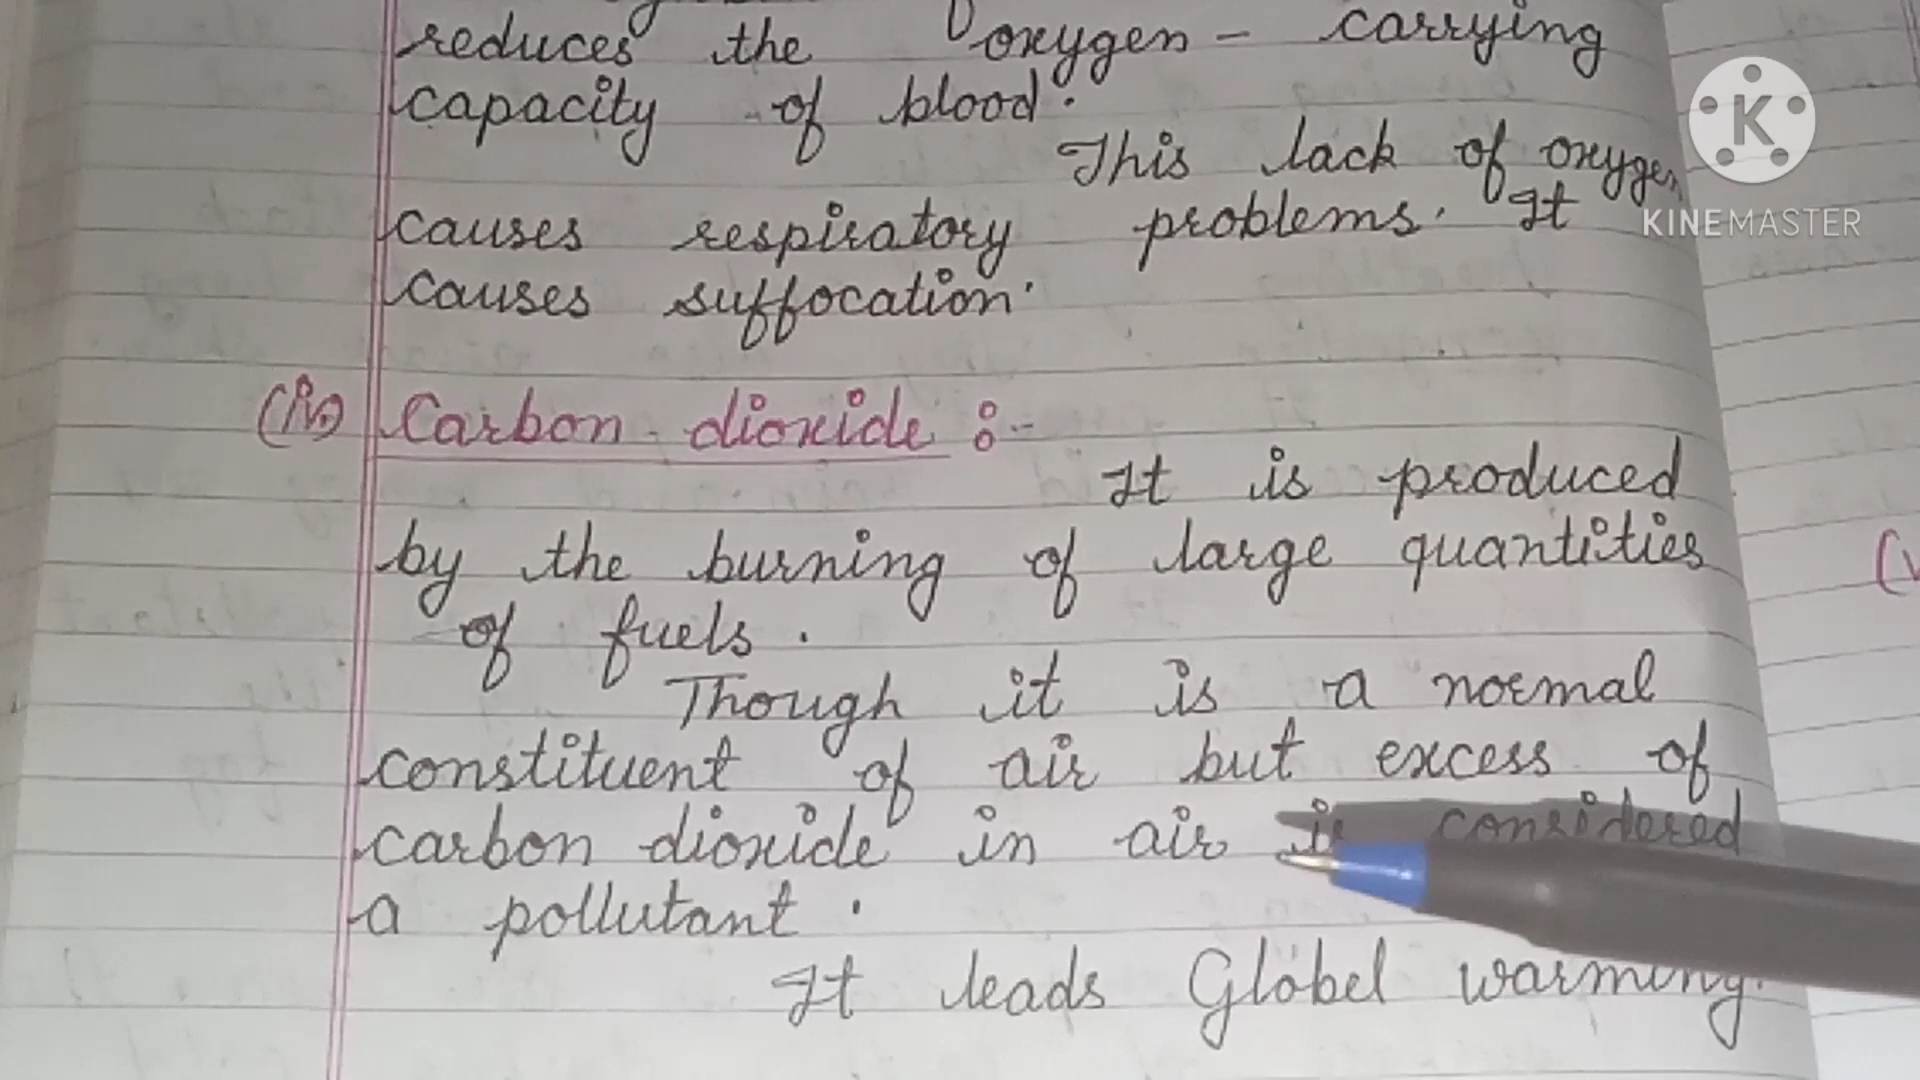 reduces the oxygen - carrying
capacity of blood.
This lack of oxygen
causes respiratory problems. It
causes suffocation.
(iv) Carbon dioxide :-
It is produced
by the burning of large quantities
of fuels.
Though it is a normal
constituent of air but excess of
carbon dioxide in air is considered
a pollutant.
It leads Globel warming.
K
KINEMASTER